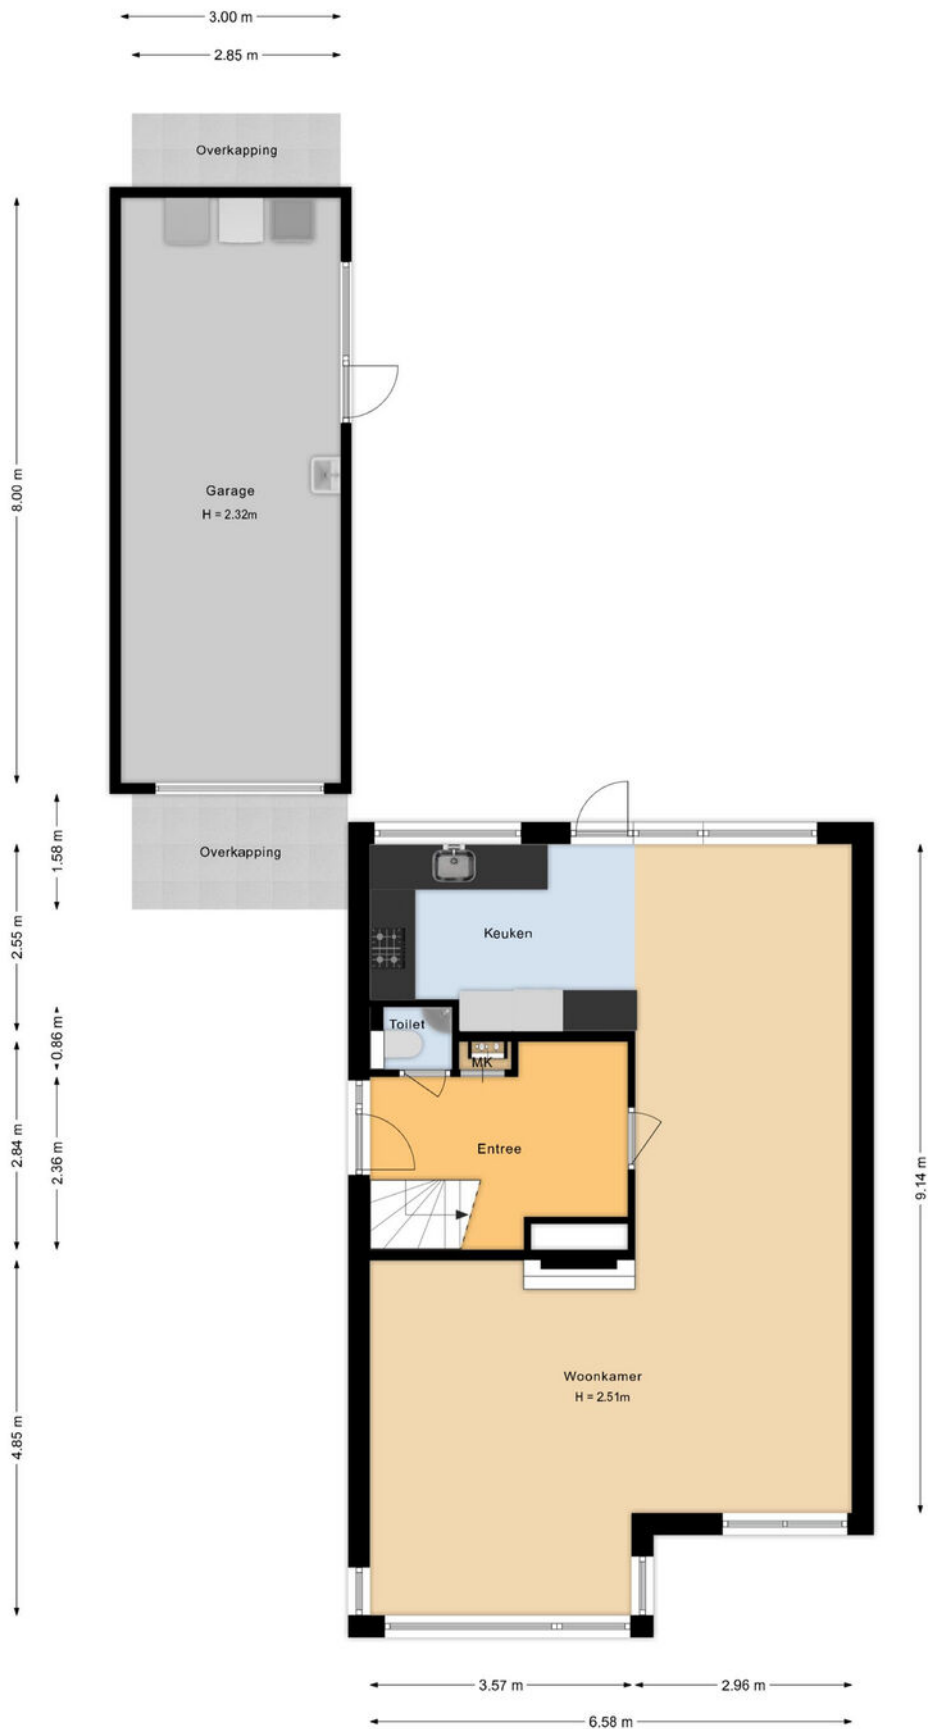 3.00 m
2.85 m
Overkapping
8.00 m
Garage
H = 2.32m
1.58 m
Overkapping
2.55 m
Keuken
0.86 m
Toilet
MK
2.84 m
2.36 m
Entree
9.14 m
4.85 m
Woonkamer
H = 2.51m
3.57 m
2.96 m
6.58 m